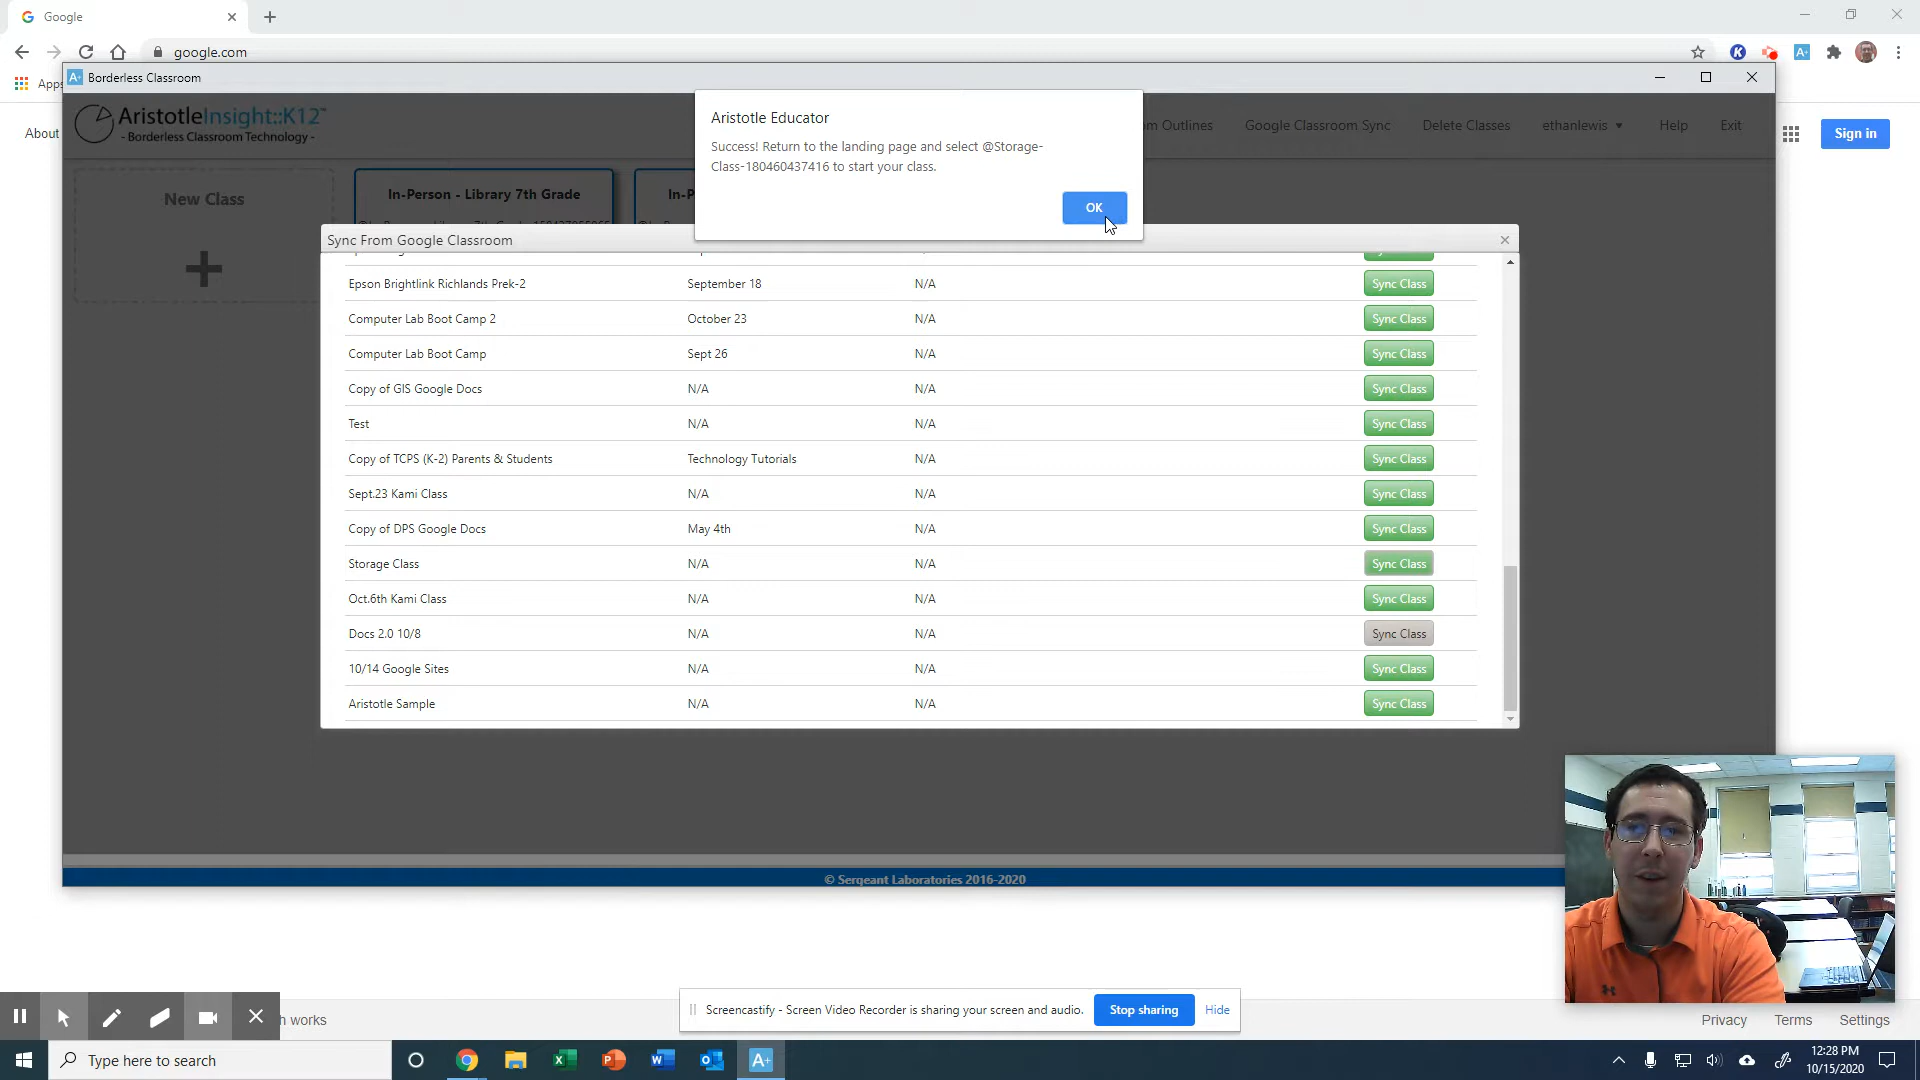 Google
google.com
Apps
Borderless Classroom
AristotleInsight::K12™
- Borderless Classroom Technology -
About
Aristotle Educator
Success! Return to the landing page and select @Storage-
Class-180460437416 to start your class.
OK
m Outlines
Google Classroom Sync
Delete Classes
ethanlewis
Help
Exit
Sign in
New Class
In-Person - Library 7th Grade
In-P
Sync From Google Classroom
Epson Brightlink Richlands Prek-2 September 18 N/A Sync Class
Computer Lab Boot Camp 2 October 23 N/A Sync Class
Computer Lab Boot Camp Sept 26 N/A Sync Class
Copy of GIS Google Docs N/A N/A Sync Class
Test N/A N/A Sync Class
Copy of TCPS (K-2) Parents & Students Technology Tutorials N/A Sync Class
Sept.23 Kami Class N/A N/A Sync Class
Copy of DPS Google Docs May 4th N/A Sync Class
Storage Class N/A N/A Sync Class
Oct.6th Kami Class N/A N/A Sync Class
Docs 2.0 10/8 N/A N/A Sync Class
10/14 Google Sites N/A N/A Sync Class
Aristotle Sample N/A N/A Sync Class
© Sergeant Laboratories 2016-2020
Screencastify - Screen Video Recorder is sharing your screen and audio.
Stop sharing
Hide
h works
Privacy
Terms
Settings
Type here to search
12:28 PM
10/15/2020